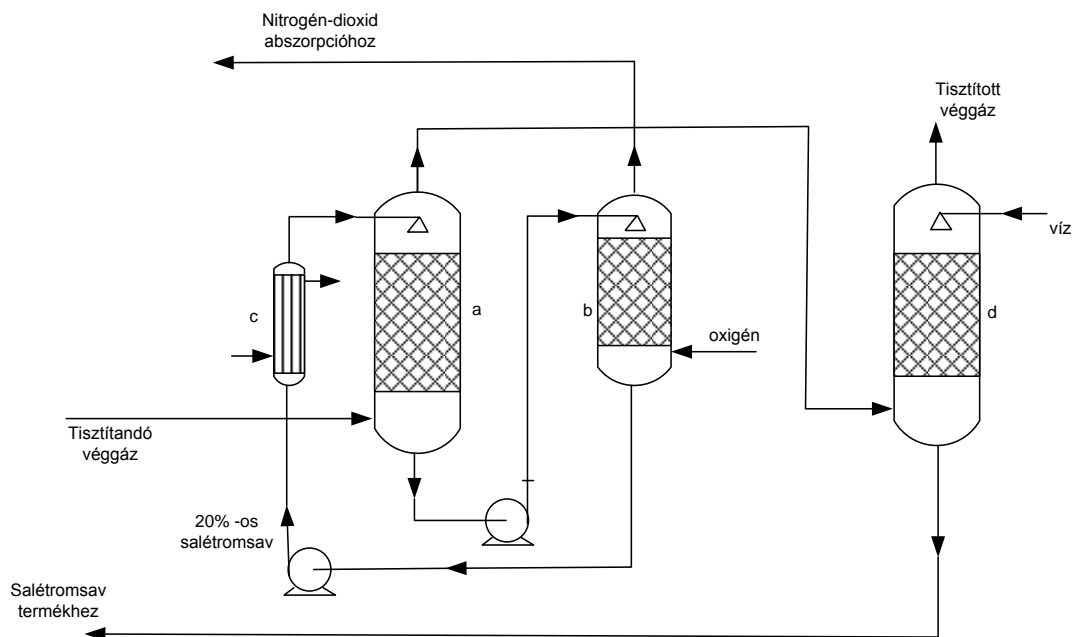 Nitrogén-dioxid
abszorpcióhoz
Tisztított
véggáz
víz
c
a
b
d
oxigén
Tisztítandó
véggáz
20% -os
salétromsav
Salétromsav
termékhez